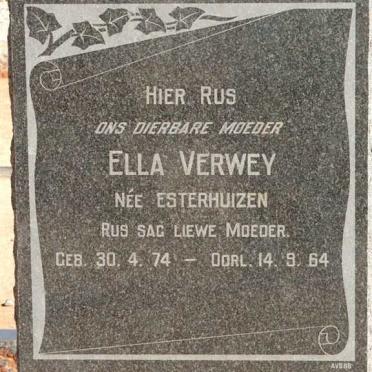 HIER RUS
ONS DIERBARE MOEDER
ELLA VERWEY
NÉE ESTERHUIZEN
RUS SAG LIEWE MOEDER.
GEB. 30. 4. 74 — OORL. 14. 9. 64